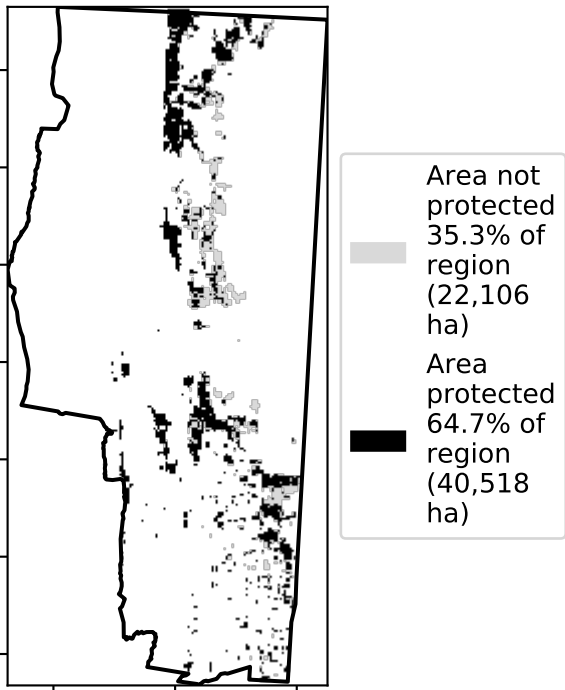 Area not
protected
35.3% of
region
(22,106
ha)
Area
protected
64.7% of
region
(40,518
ha)